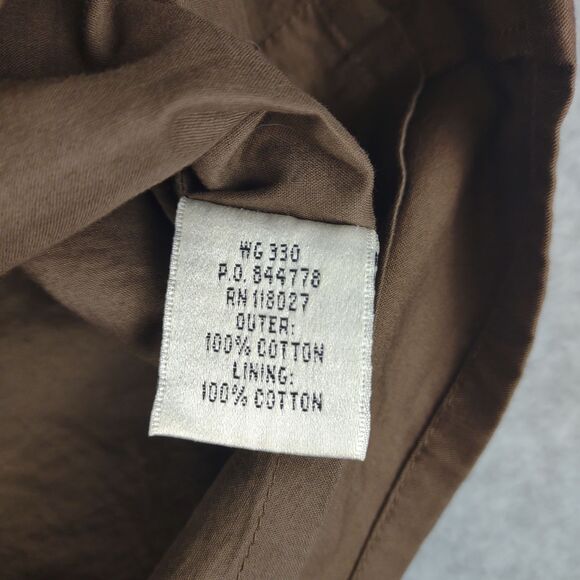 WG 330
P.O. 844778
RN 118027
OUTER:
100% COTTON
LINING:
100% COTTON